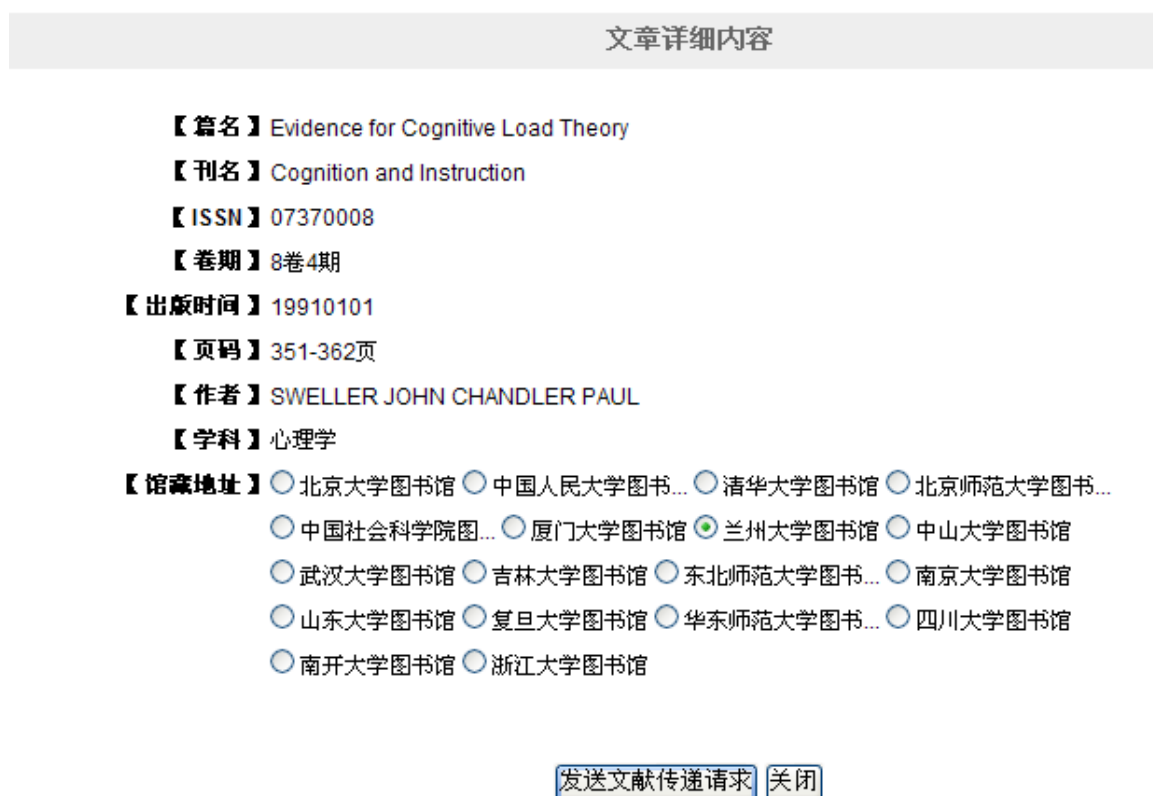 文章详细内容
【篇名】Evidence for Cognitive Load Theory
【刊名】Cognition and Instruction
【ISSN】07370008
【卷期】8卷4期
【出版时间】19910101
【页码】351-362页
【作者】SWELLER JOHN CHANDLER PAUL
【学科】心理学
【馆藏地址】北京大学图书馆 中国人民大学图书... 清华大学图书馆 北京师范大学图书...
中国社会科学院图... 厦门大学图书馆 兰州大学图书馆 中山大学图书馆
武汉大学图书馆 吉林大学图书馆 东北师范大学图书... 南京大学图书馆
山东大学图书馆 复旦大学图书馆 华东师范大学图书... 四川大学图书馆
南开大学图书馆 浙江大学图书馆
发送文献传递请求 关闭